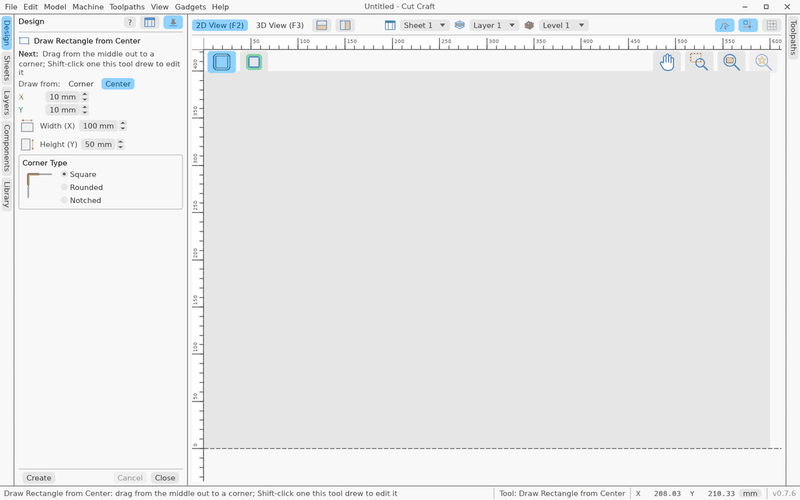 Untitled - Cut Craft
File Edit Model Machine Toolpaths View Gadgets Help
Design
Sheets
Layers
Components
Library
Design ?
Draw Rectangle from Center
Next: Drag from the middle out to a
corner; Shift-click one this tool drew to edit
it
Draw from: Corner Center
X 10 mm
Y 10 mm
Width (X) 100 mm
Height (Y) 50 mm
Corner Type
Square
Rounded
Notched
Create Cancel Close
2D View (F2) 3D View (F3) Sheet 1 Layer 1 Level 1
50 100 150 200 250 300 350 400 450 500 550 600
400
350
300
250
200
150
100
50
0
Toolpaths
Draw Rectangle from Center: drag from the middle out to a corner; Shift-click one this tool drew to edit it
Tool: Draw Rectangle from Center X 208.03 Y 210.33 mm v0.7.6